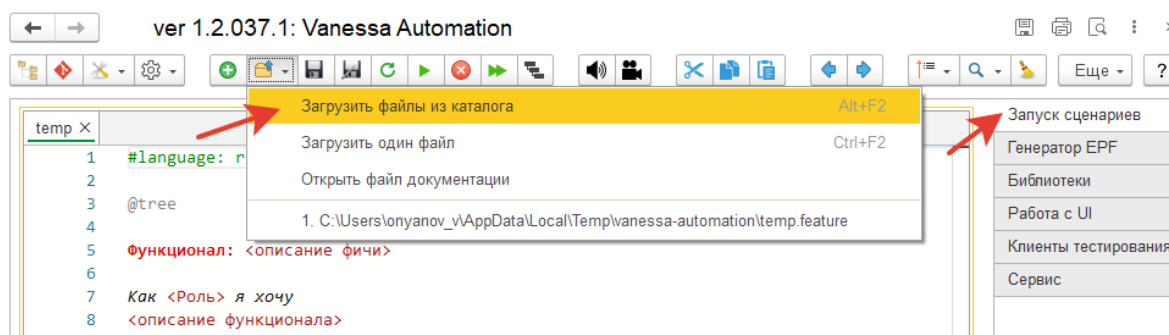 ver 1.2.037.1: Vanessa Automation
Еще
?
Загрузить файлы из каталога Alt+F2
Загрузить один файл Ctrl+F2
Открыть файл документации
1. C:\Users\onyanov_v\AppData\Local\Temp\vanessa-automation\temp.feature
temp
1 #language: r
2
3 @tree
4
5 Функционал: <описание фичи>
6
7 Как <Роль> я хочу
8 <описание функционала>
Запуск сценариев
Генератор EPF
Библиотеки
Работа с UI
Клиенты тестирования
Сервис